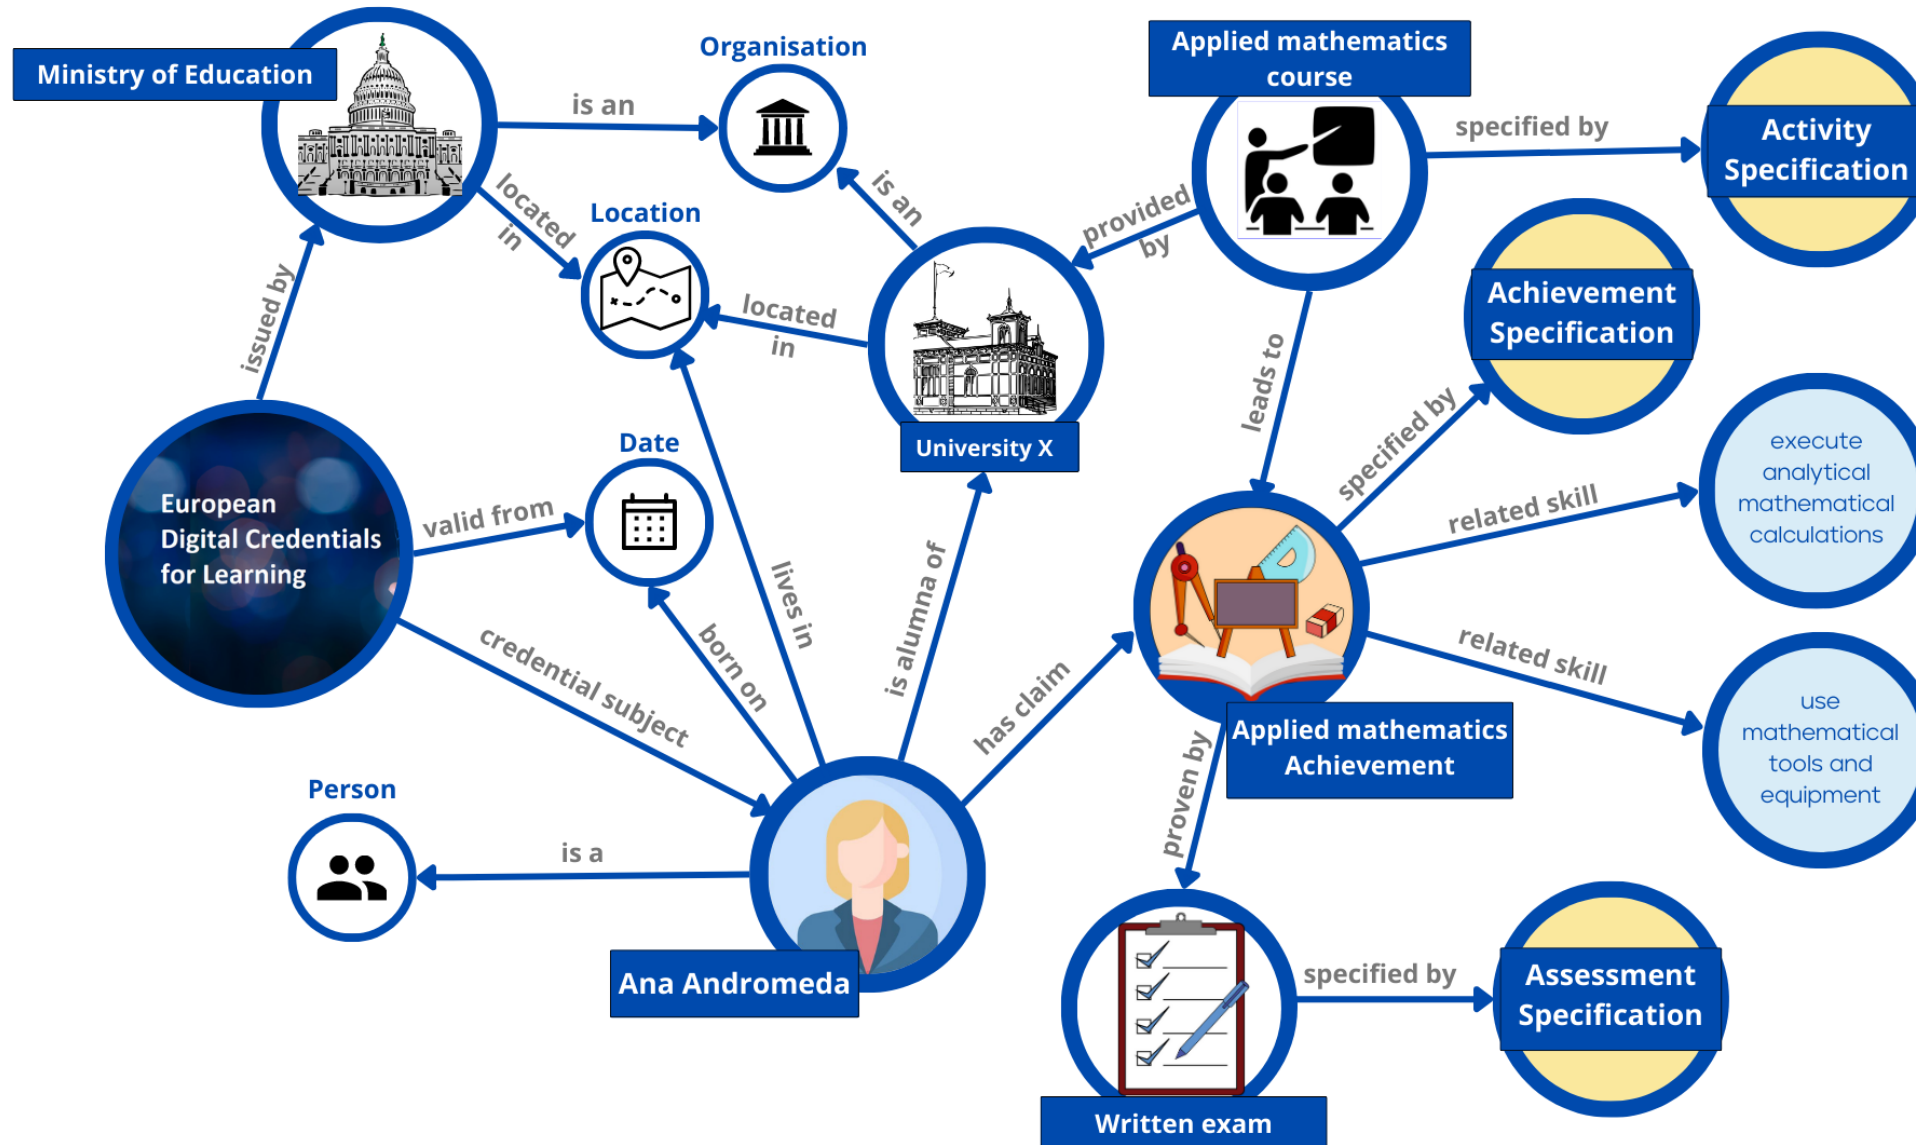 Ministry of Education
is an
Organisation
Applied mathematics
course
specified by
Activity
Specification
located
in
Location
is an
provided
by
Achievement
Specification
issued by
located
in
leads to
specified by
University X
Date
execute
analytical
mathematical
calculations
European
Digital Credentials
for Learning
valid from
related skill
lives in
is alumna of
born on
credential subject
has claim
related skill
use
mathematical
tools and
equipment
Applied mathematics
Achievement
proven by
Person
is a
Ana Andromeda
specified by
Assessment
Specification
Written exam